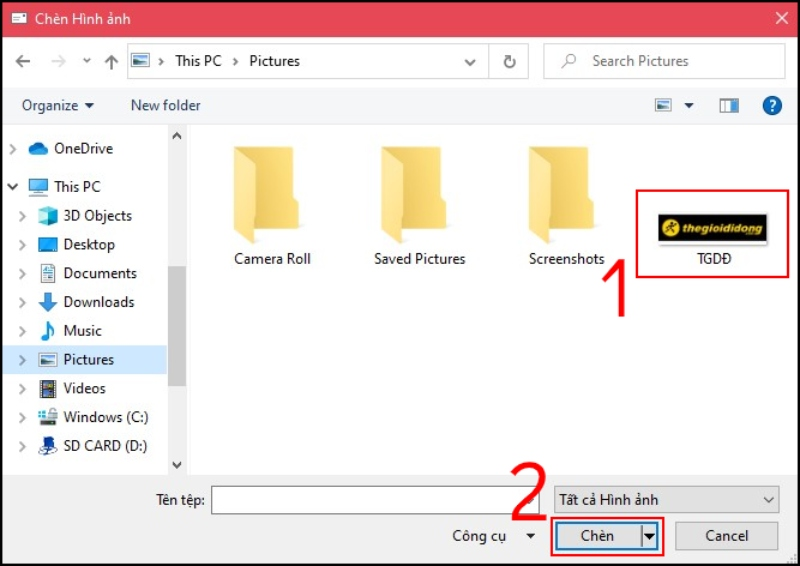 Chèn Hình ảnh
This PC > Pictures
Search Pictures
Organize
New folder
OneDrive
This PC
3D Objects
Desktop
Documents
Downloads
Music
Pictures
Videos
Windows (C:)
SD CARD (D:)
Camera Roll
Saved Pictures
Screenshots
thegioididong
TGDĐ
1
Tên tệp:
Tất cả Hình ảnh
2
Công cụ
Chèn
Cancel